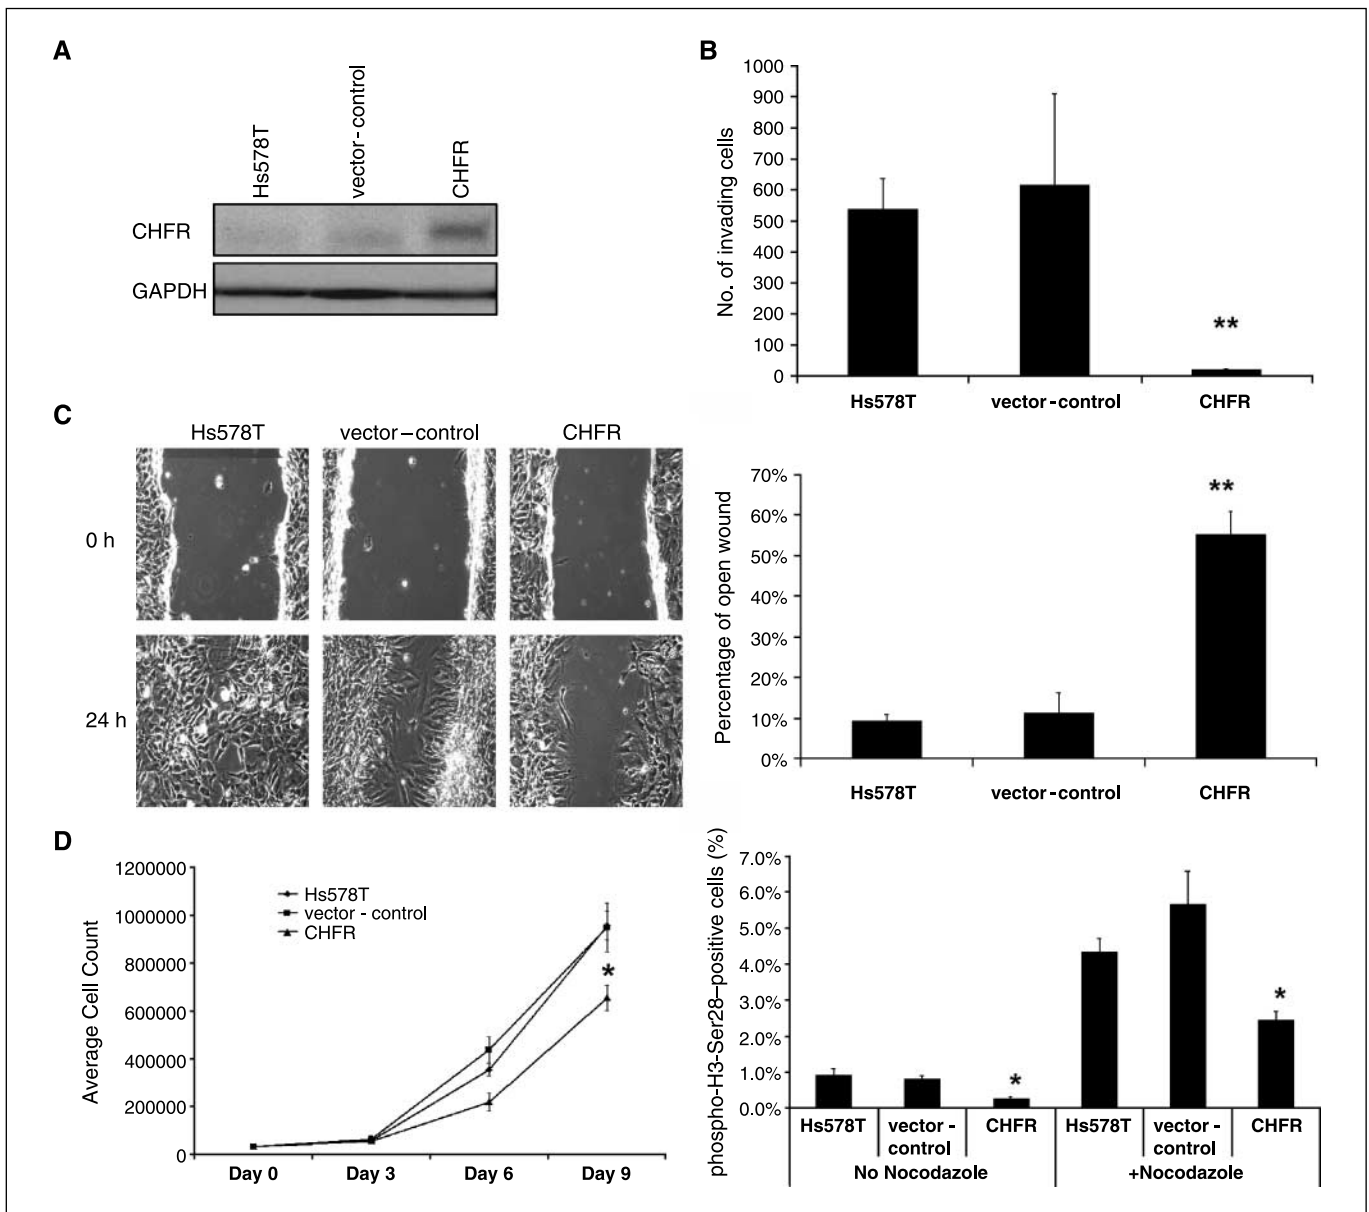 A
Hs578T
vector - control
CHFR
CHFR
GAPDH
B
No. of invading cells
1000
900
800
700
600
500
400
300
200
100
0
**
Hs578T
vector - control
CHFR
C
Hs578T
vector – control
CHFR
0 h
24 h
Percentage of open wound
70%
60%
50%
40%
30%
20%
10%
0%
**
Hs578T
vector - control
CHFR
D
Average Cell Count
1200000
1000000
800000
600000
400000
200000
0
Hs578T
vector - control
CHFR
*
Day 0
Day 3
Day 6
Day 9
phospho-H3-Ser28–positive cells (%)
7.0%
6.0%
5.0%
4.0%
3.0%
2.0%
1.0%
0.0%
*
*
Hs578T
vector -
control
CHFR
Hs578T
vector -
control
CHFR
No Nocodazole
+Nocodazole